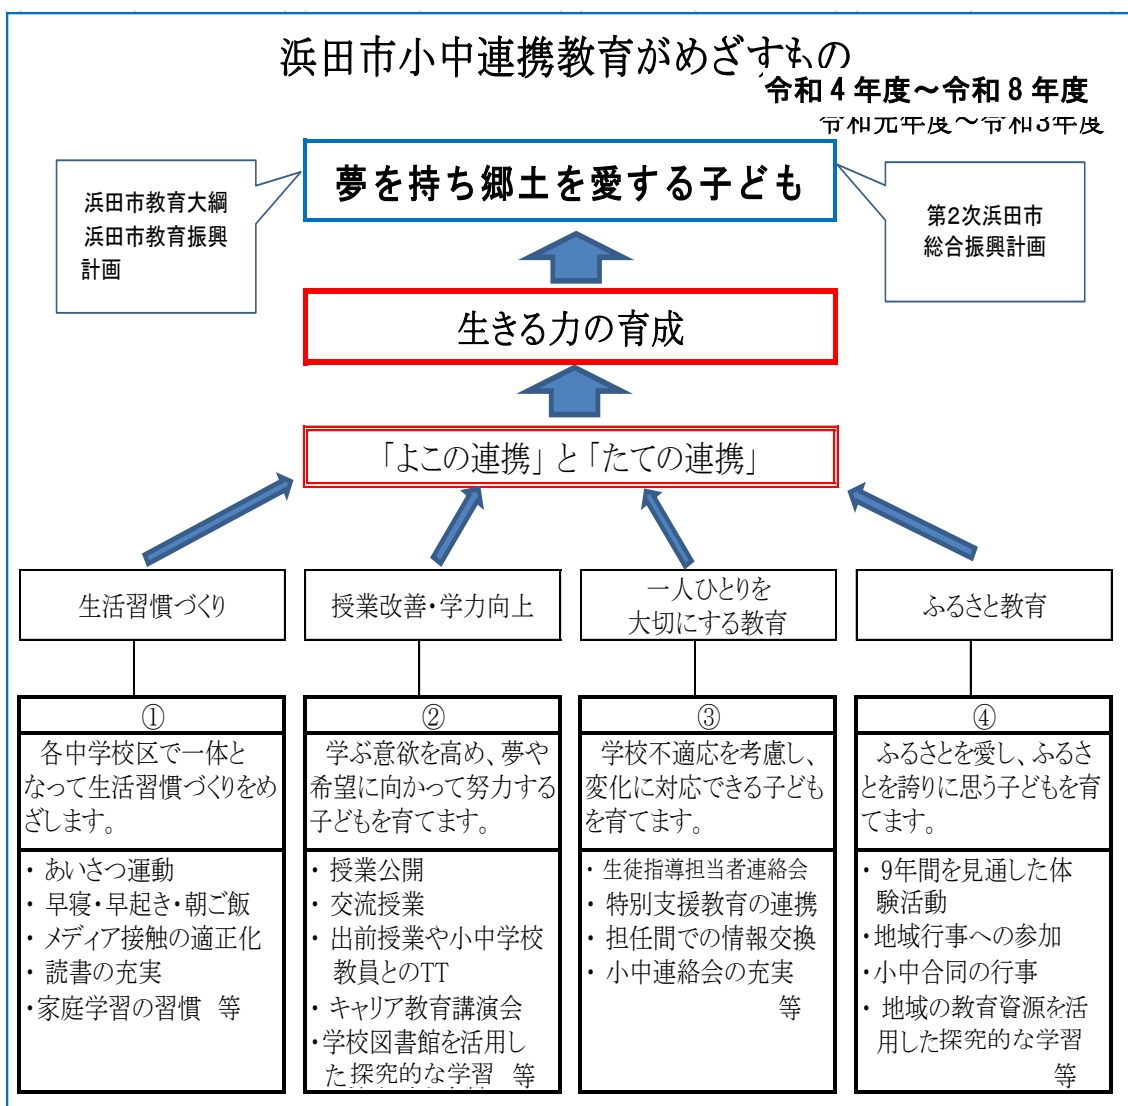 浜田市小中連携教育がめざすもの
令和4年度～令和8年度
令和元年度～令和3年度
夢を持ち郷土を愛する子ども
浜田市教育大綱
浜田市教育振興
計画
第2次浜田市
総合振興計画
生きる力の育成
「よこの連携」と「たての連携」
生活習慣づくり
授業改善・学力向上
一人ひとりを
大切にする教育
ふるさと教育
①
各中学校区で一体と
なって生活習慣づくりをめ
ざします。
・ あいさつ運動
・ 早寝・早起き・朝ご飯
・ メディア接触の適正化
・ 読書の充実
・家庭学習の習慣 等
②
学ぶ意欲を高め、夢や
希望に向かって努力する
子どもを育てます。
・ 授業公開
・ 交流授業
・ 出前授業や小中学校
教員とのTT
・ キャリア教育講演会
・学校図書館を活用し
た探究的な学習 等
③
学校不適応を考慮し、
変化に対応できる子ども
を育てます。
・ 生徒指導担当者連絡会
・ 特別支援教育の連携
・ 担任間での情報交換
・ 小中連絡会の充実
等
④
ふるさとを愛し、ふるさ
とを誇りに思う子どもを育
てます。
・ 9年間を見通した体
験活動
・地域行事への参加
・小中合同の行事
・ 地域の教育資源を活
用した探究的な学習
等